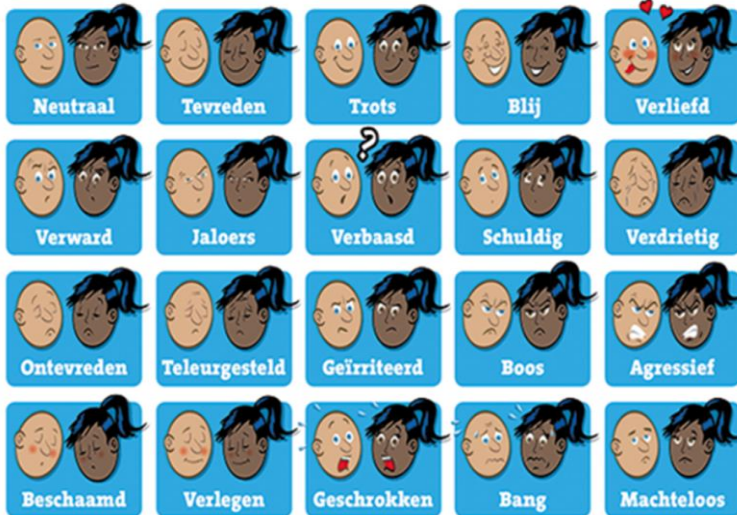 Neutraal
Tevreden
Trots
Blij
Verliefd
?
Verward
Jaloers
Verbaasd
Schuldig
Verdrietig
Ontevreden
Teleurgesteld
Geïrriteerd
Boos
Agressief
Beschaamd
Verlegen
Geschrokken
Bang
Machteloos